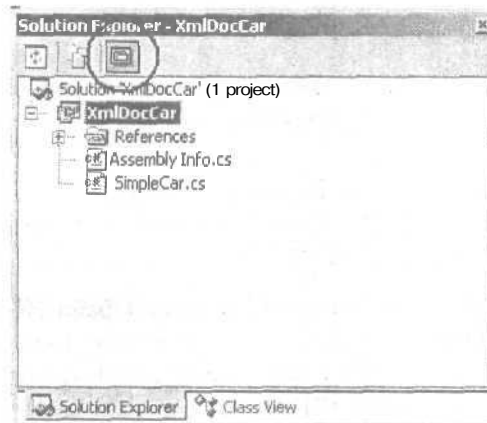 Solution Explorer - XmlDocCar
Solution 'XmlDocCar' (1 project)
XmlDocCar
References
Assembly Info.cs
SimpleCar.cs
Solution Explorer
Class View